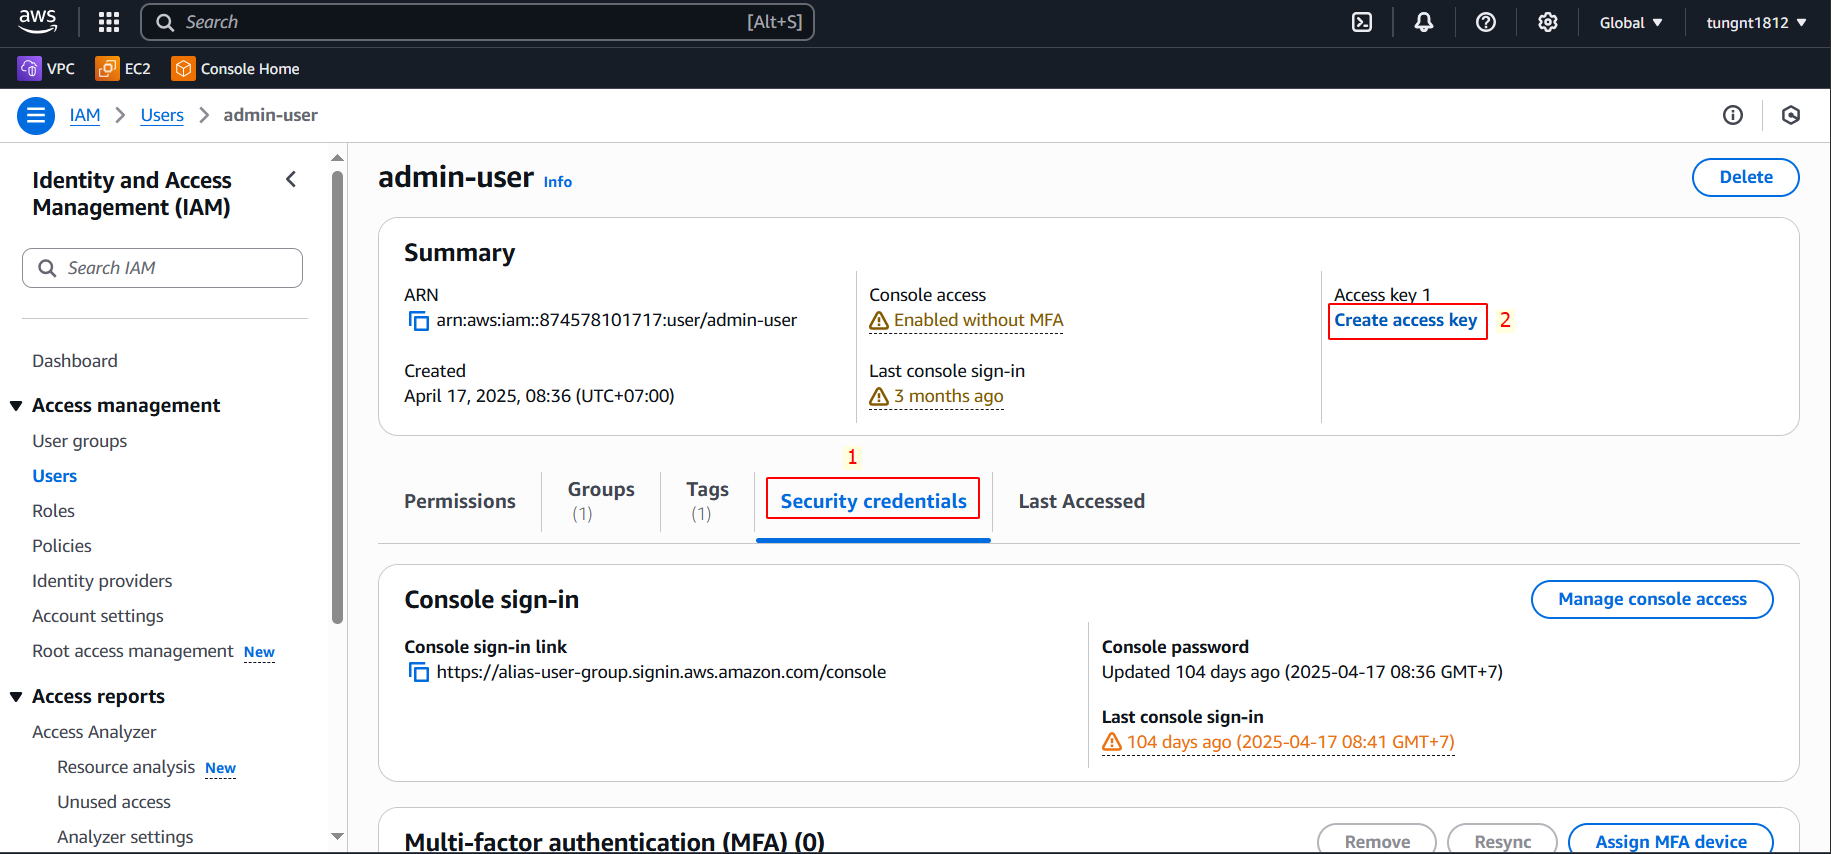 aws Search [Alt+S] Global tungnt1812
VPC EC2 Console Home
IAM Users admin-user
Identity and Access
Management (IAM)
Search IAM
Dashboard
Access management
User groups
Users
Roles
Policies
Identity providers
Account settings
Root access management New
Access reports
Access Analyzer
Resource analysis New
Unused access
Analyzer settings
admin-user Info
Delete
Summary
ARN
arn:aws:iam::874578101717:user/admin-user
Created
April 17, 2025, 08:36 (UTC+07:00)
Console access
Enabled without MFA
Last console sign-in
3 months ago
Access key 1
Create access key 2
1
Permissions
Groups
(1)
Tags
(1)
Security credentials
Last Accessed
Console sign-in
Manage console access
Console sign-in link
https://alias-user-group.signin.aws.amazon.com/console
Console password
Updated 104 days ago (2025-04-17 08:36 GMT+7)
Last console sign-in
104 days ago (2025-04-17 08:41 GMT+7)
Multi-factor authentication (MFA) (0)
Remove Resync Assign MFA device